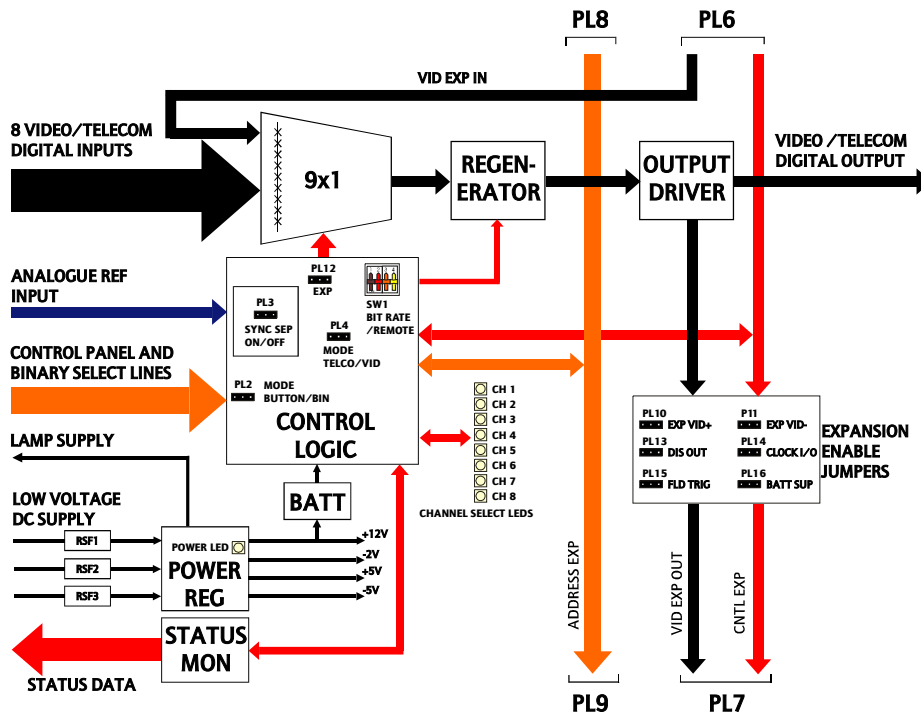 PL8
PL6
VID EXP IN
8 VIDEO/TELECOM
DIGITAL INPUTS
9x1
REGEN-
ERATOR
OUTPUT
DRIVER
VIDEO /TELECOM
DIGITAL OUTPUT
ANALOGUE REF
INPUT
PL12
EXP
PL3
SYNC SEP
ON/OFF
1 2 3 4
SW1
BIT RATE
/REMOTE
PL4
MODE
TELCO/VID
CONTROL PANEL AND
BINARY SELECT LINES
PL2
MODE
BUTTON/BIN
CONTROL
LOGIC
CH 1
CH 2
CH 3
CH 4
CH 5
CH 6
CH 7
CH 8
CHANNEL SELECT LEDS
PL10
EXP VID+
P11
EXP VID-
PL13
DIS OUT
PL14
CLOCK I/O
PL15
FLD TRIG
PL16
BATT SUP
EXPANSION
ENABLE
JUMPERS
LAMP SUPPLY
LOW VOLTAGE
DC SUPPLY
BATT
RSF1
RSF2
RSF3
POWER LED
POWER
REG
+12V
-2V
+5V
-5V
STATUS
MON
STATUS DATA
ADDRESS EXP
VID EXP OUT
CNTL EXP
PL9
PL7